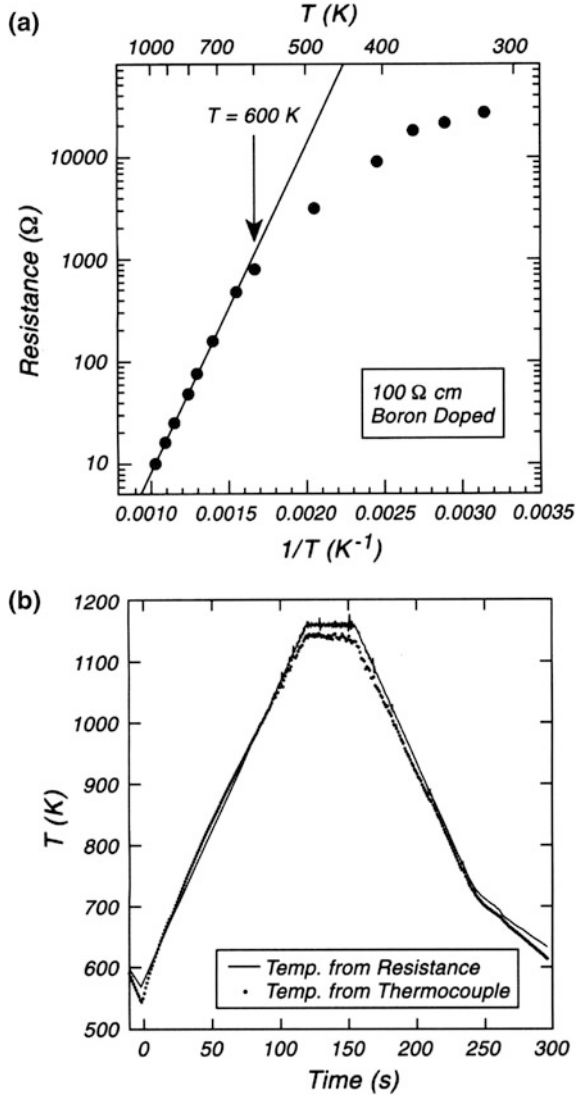 (a)
T (K)
1000 800 700 500 400 300
T = 600 K
Resistance (Ω)
10000
1000
100
10
100 Ω cm
Boron Doped
0.0010 0.0015 0.0020 0.0025 0.0030 0.0035
1/T (K⁻¹)
(b)
1200
1100
1000
900
800
700
600
500
T (K)
Temp. from Resistance
Temp. from Thermocouple
0 50 100 150 200 250 300
Time (s)